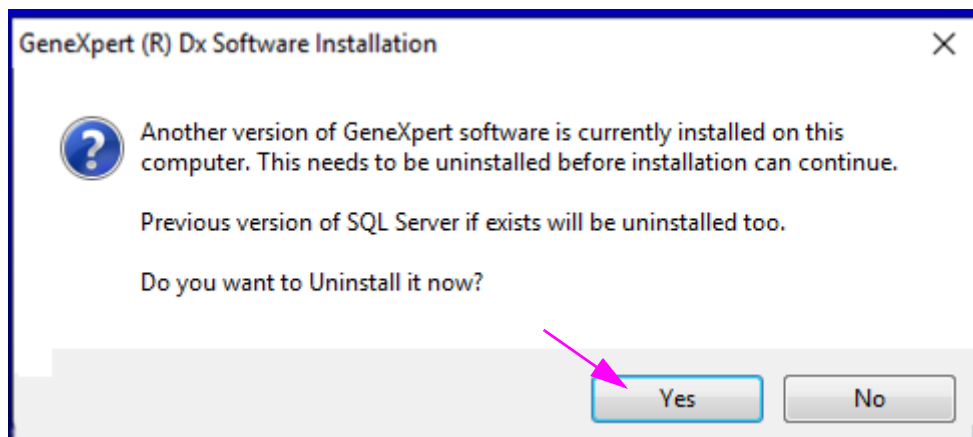 GeneXpert (R) Dx Software Installation
Another version of GeneXpert software is currently installed on this
computer. This needs to be uninstalled before installation can continue.
Previous version of SQL Server if exists will be uninstalled too.
Do you want to Uninstall it now?
Yes No